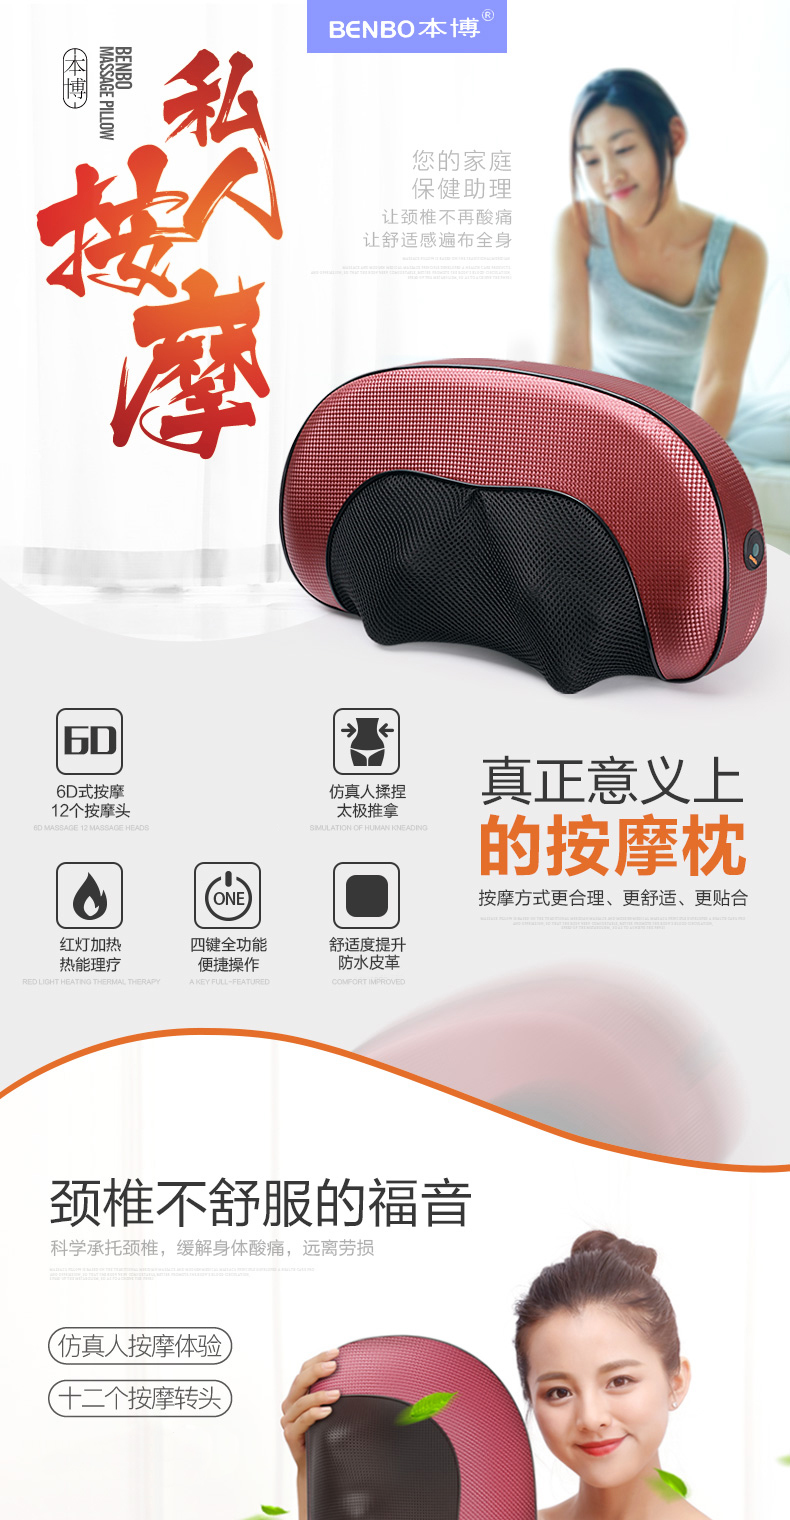 BENBO本博®
本博
BENBO
MASSAGE PILLOW
私人
按摩
您的家庭
保健助理
让颈椎不再酸痛
让舒适感遍布全身
6D
6D式按摩
12个按摩头
6D MASSAGE 12 MASSAGE HEADS
仿真人揉捏
太极推拿
SIMULATION OF HUMAN KNEADING
真正意义上
的按摩枕
按摩方式更合理、更舒适、更贴合
红灯加热
热能理疗
RED LIGHT HEATING THERMAL THERAPY
ONE
四键全功能
便捷操作
A KEY FULL-FEATURED
舒适度提升
防水皮革
COMFORT IMPROVED
颈椎不舒服的福音
科学承托颈椎，缓解身体酸痛，远离劳损
仿真人按摩体验
十二个按摩转头